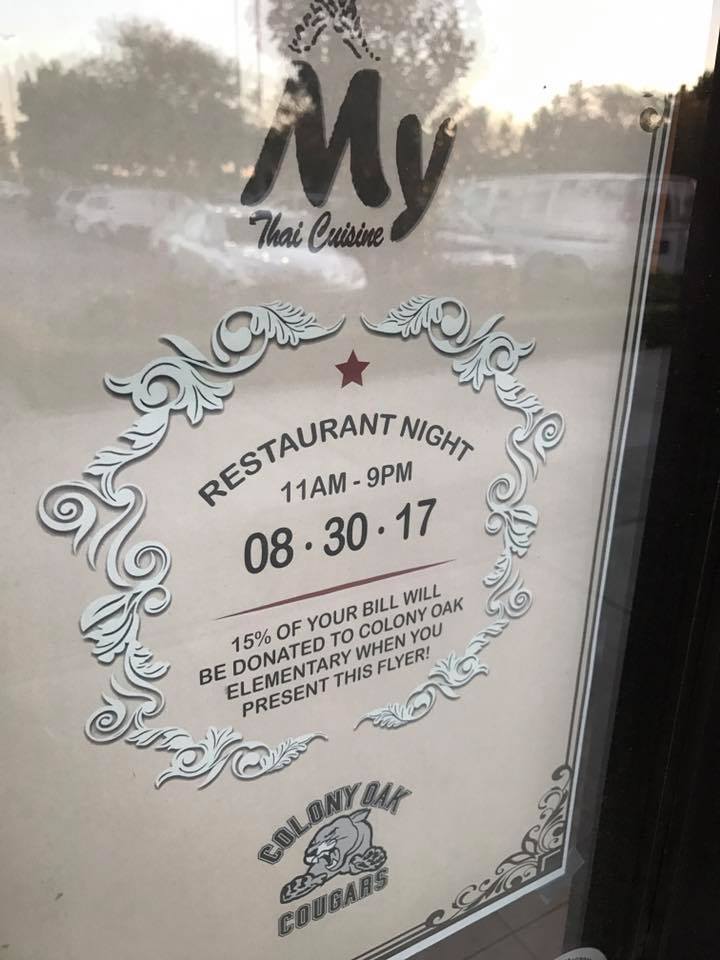 My
Thai Cuisine
RESTAURANT NIGHT
11AM - 9PM
08 · 30 · 17
15% OF YOUR BILL WILL
BE DONATED TO COLONY OAK
ELEMENTARY WHEN YOU
PRESENT THIS FLYER!
COLONY OAK
COUGARS